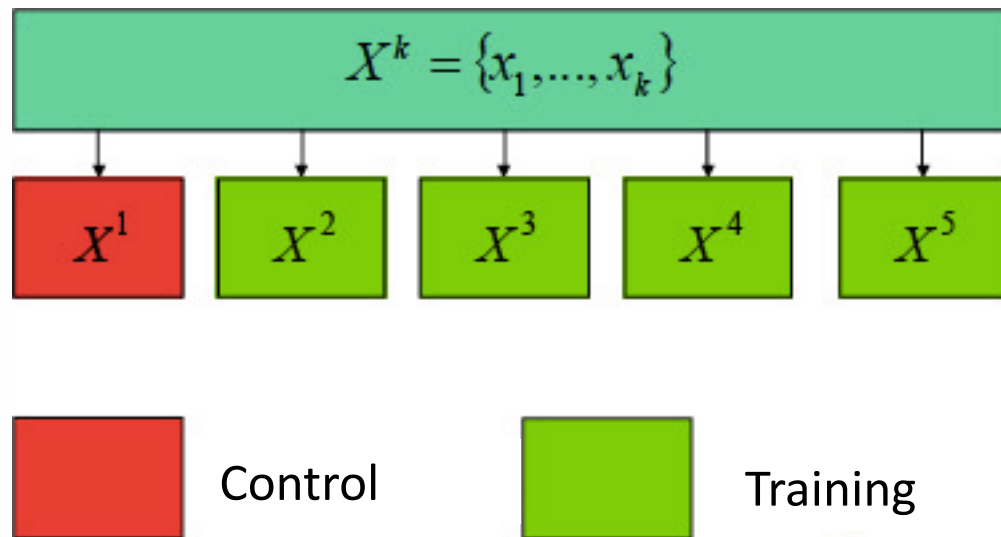 X^k = {x_1,..., x_k}
X^1 X^2 X^3 X^4 X^5
Control Training